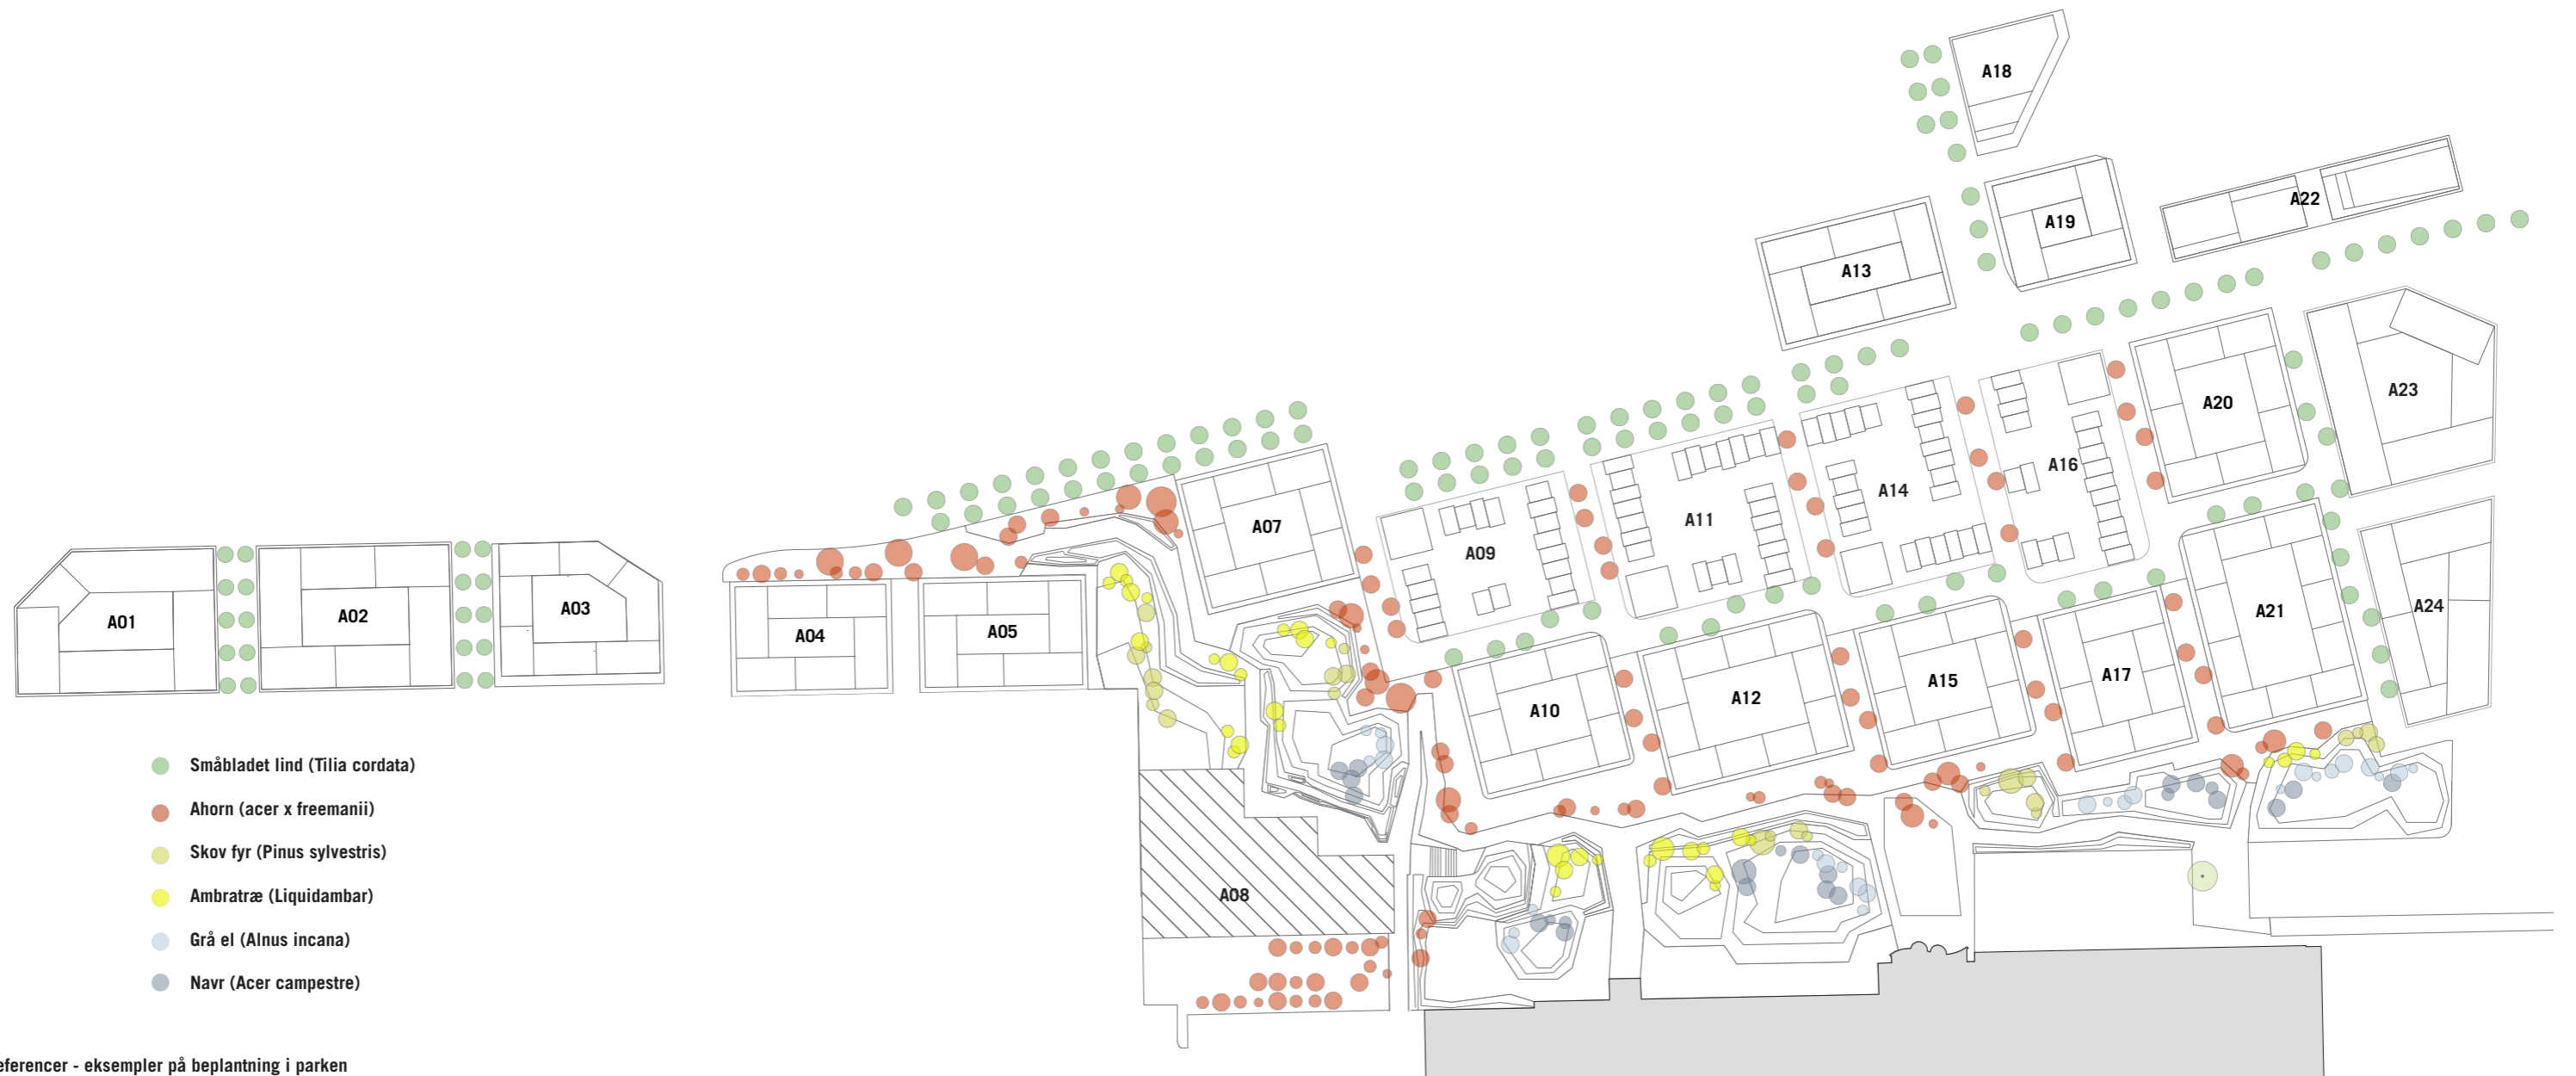 A18
A22
A19
A13
A23
A20
A16
A14
A11
A07
A09
A03
A02
A01
A04
A05
A24
A21
A17
A15
A12
A10
A08
Småbladet lind (Tilia cordata)
Ahorn (acer x freemanii)
Skov fyr (Pinus sylvestris)
Ambratræ (Liquidambar)
Grå el (Alnus incana)
Navr (Acer campestre)
eferencer - eksempler på beplantning i parken